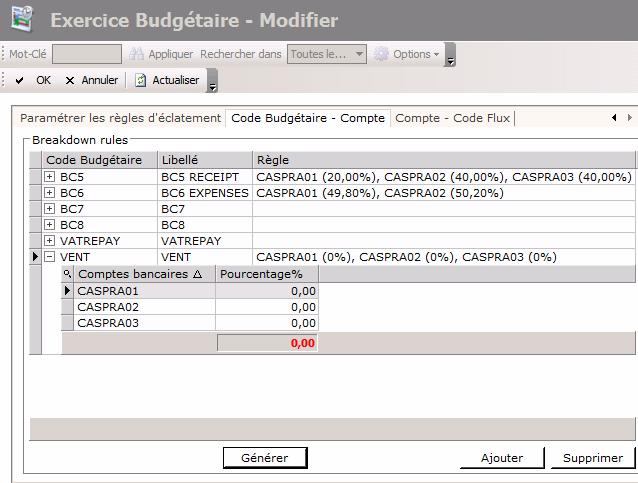 Exercice Budgétaire - Modifier
Mot-Clé Appliquer Rechercher dans Toutes le... Options
OK Annuler Actualiser
Paramétrer les règles d'éclatement Code Budgétaire - Compte Compte - Code Flux
Breakdown rules
Code Budgétaire Libellé Règle
BC5 BC5 RECEIPT CASPRA01 (20,00%), CASPRA02 (40,00%), CASPRA03 (40,00%)
BC6 BC6 EXPENSES CASPRA01 (49,80%), CASPRA02 (50,20%)
BC7 BC7
BC8 BC8
VATREPAY VATREPAY
VENT VENT CASPRA01 (0%), CASPRA02 (0%), CASPRA03 (0%)
Comptes bancaires Pourcentage%
CASPRA01 0,00
CASPRA02 0,00
CASPRA03 0,00
0,00
Générer Ajouter Supprimer